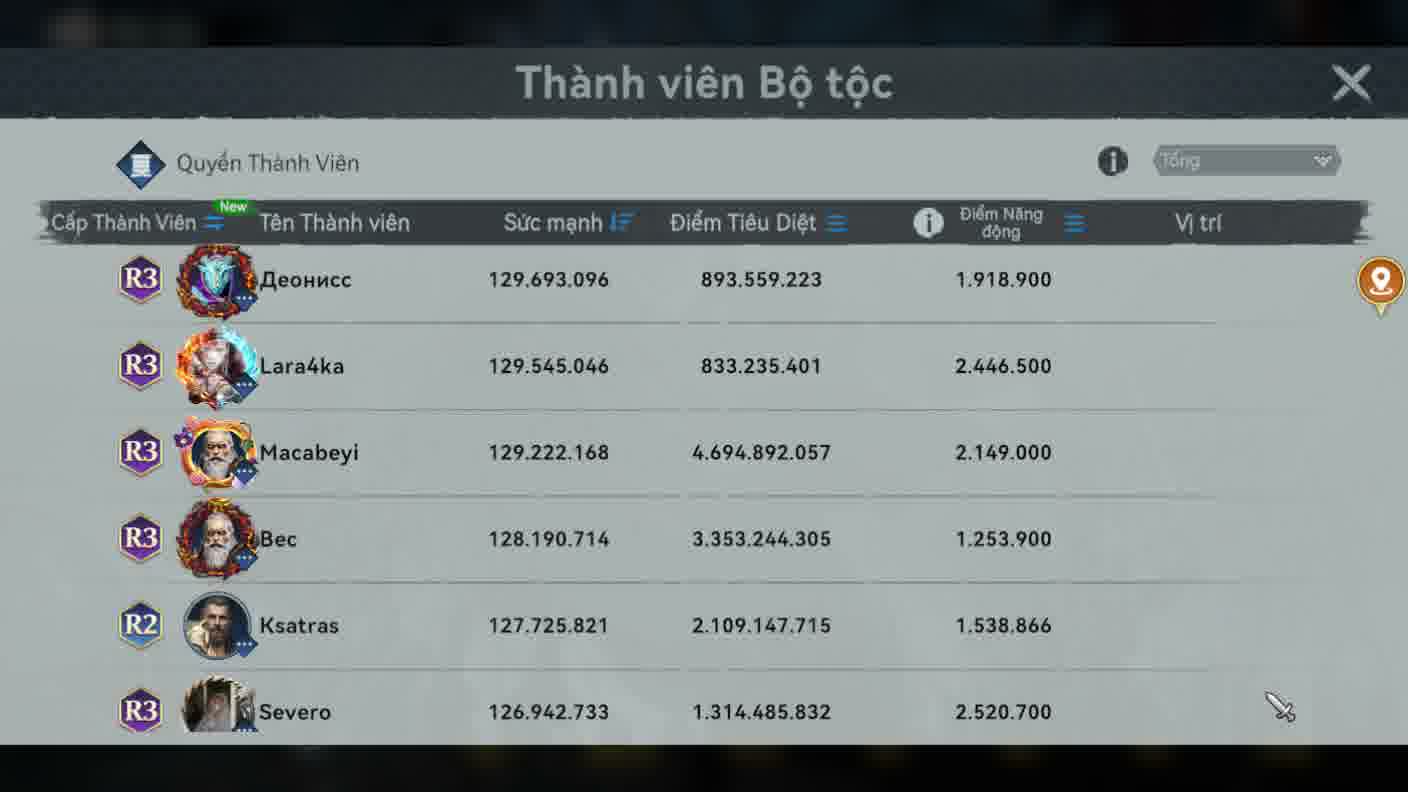 Thành viên Bộ tộc
Quyển Thành Viên
Tổng
New
Cấp Thành Viên Tên Thành viên Sức mạnh Điểm Tiêu Diệt Điểm Năng động Vị trí
R3 Деонисс 129.693.096 893.559.223 1.918.900
R3 Lara4ka 129.545.046 833.235.401 2.446.500
R3 Macabeyi 129.222.168 4.694.892.057 2.149.000
R3 Bec 128.190.714 3.353.244.305 1.253.900
R2 Ksatras 127.725.821 2.109.147.715 1.538.866
R3 Severo 126.942.733 1.314.485.832 2.520.700